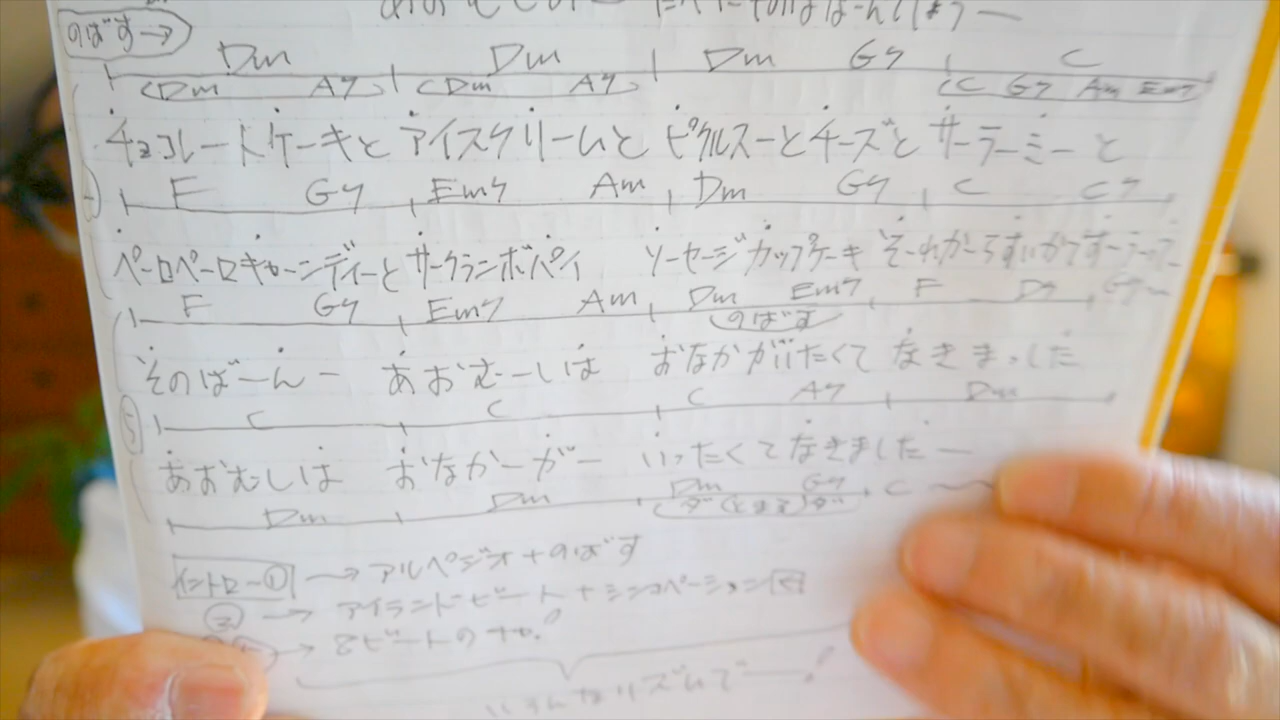 のばす→
Dm Dm Dm G7 C
(Dm A7) (Dm A7) (C G7 Am Em7)
チョコレートケーキと アイスクリームと ピクルスーとチーズと サーラーミーと
F G7 Em7 Am Dm G7 C C7
ペーロペーロキャーンディーと サークランボパイ ソーセージカップケーキ そーれかーらすいかですーって
F G7 Em7 Am Dm Em7 F D7 G7~
のばす
そのばーんー あおむーしは おなかがいたくて なきまっした
C C C A7 Dm
⑤
あおむしは おなかーがー いったくてなきましたー
Dm Dm Dm G7 C
イントロ~① → アルペジオ+のばす
② → アイランドビート+シンコペーション
→ 8ビートのみ!
いろんなリズムでー!